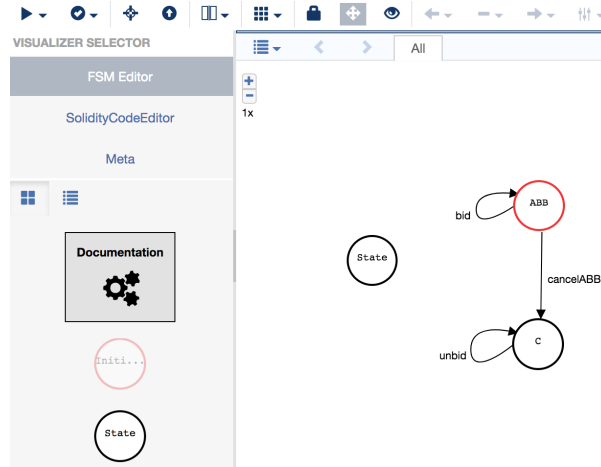 VISUALIZER SELECTOR
All
FSM Editor
SolidityCodeEditor
Meta
1x
Documentation
Initi...
State
State
ABB
bid
cancelABB
C
unbid